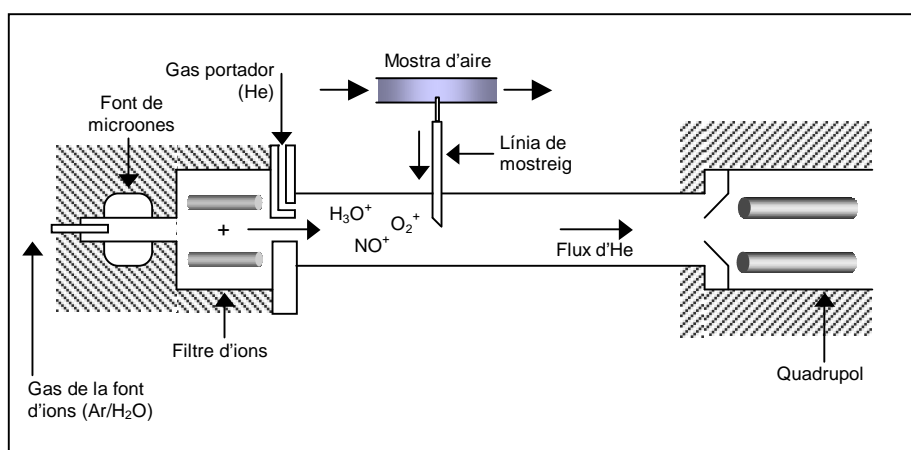 Mostra d'aire
Gas portador
(He)
Font de
microones
Línia de
mostreig
H₃O⁺
O₂⁺
NO⁺
+
Flux d'He
Filtre d'ions
Quadrupol
Gas de la font
d'ions (Ar/H₂O)